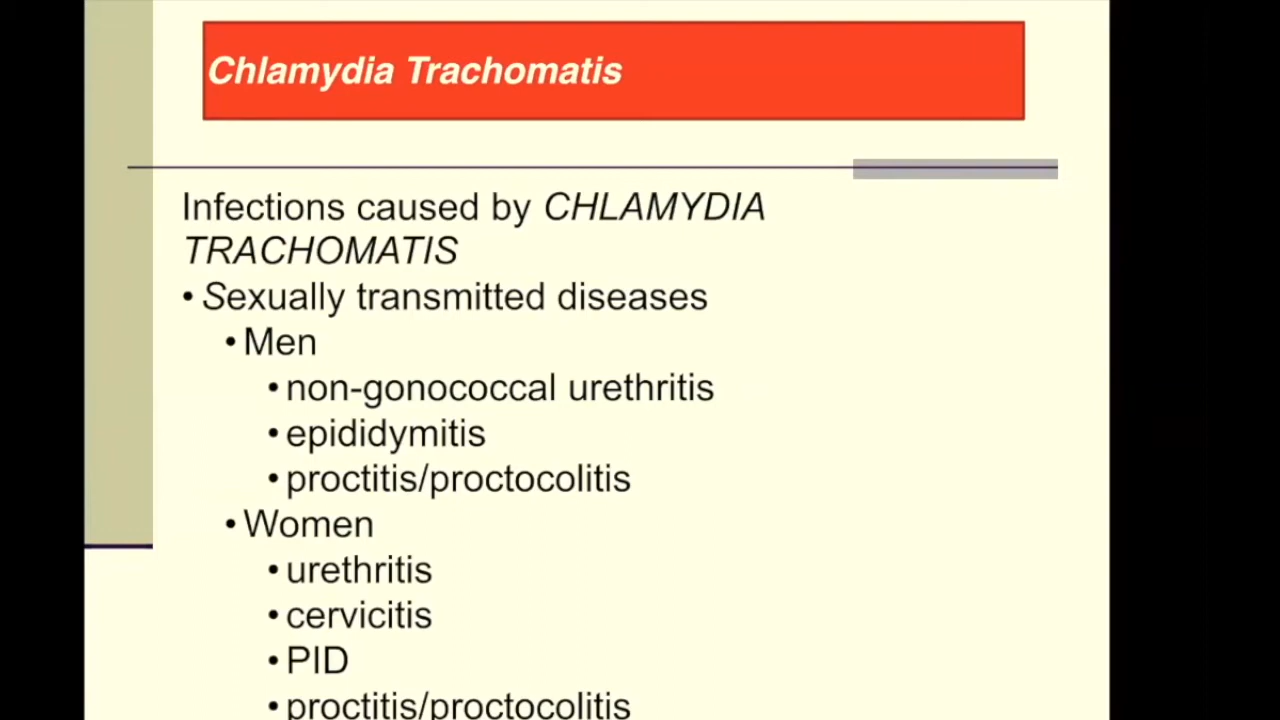 Chlamydia Trachomatis
Infections caused by CHLAMYDIA
TRACHOMATIS
• Sexually transmitted diseases
• Men
• non-gonococcal urethritis
• epididymitis
• proctitis/proctocolitis
• Women
• urethritis
• cervicitis
• PID
• proctitis/proctocolitis